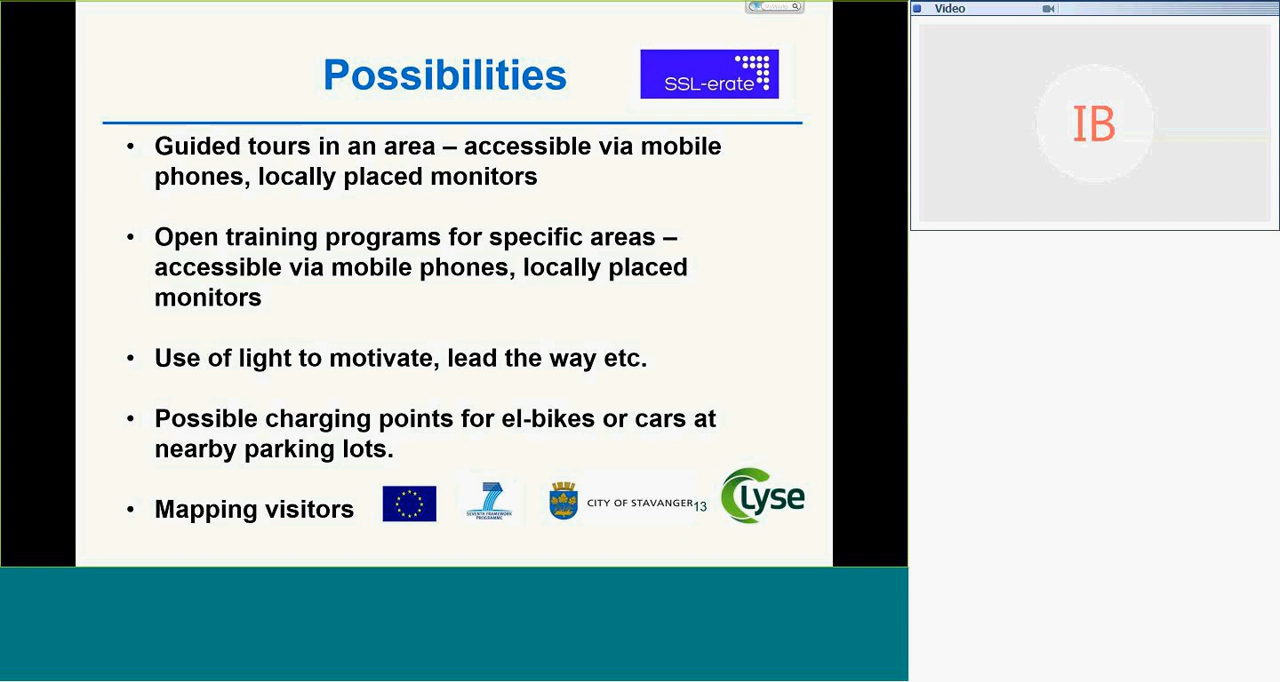 Possibilities
SSL-erate
• Guided tours in an area – accessible via mobile
phones, locally placed monitors
• Open training programs for specific areas –
accessible via mobile phones, locally placed
monitors
• Use of light to motivate, lead the way etc.
• Possible charging points for el-bikes or cars at
nearby parking lots.
• Mapping visitors
SEVENTH FRAMEWORK
PROGRAMME
CITY OF STAVANGER
13
Lyse
Video
IB